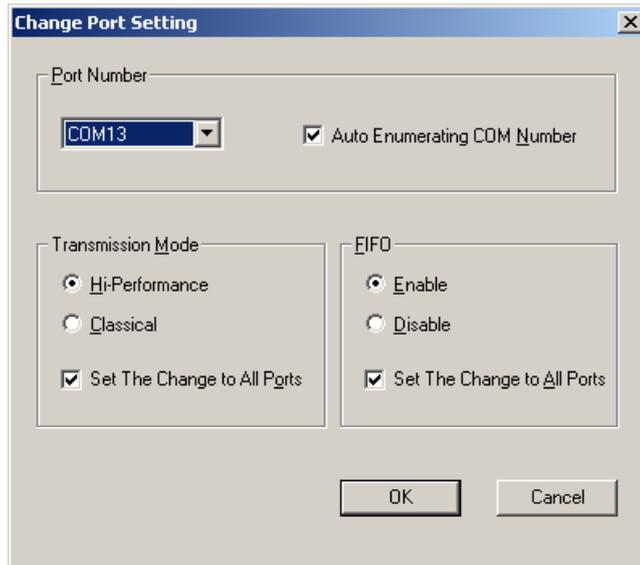 Change Port Setting
Port Number
COM13
Auto Enumerating COM Number
Transmission Mode
Hi-Performance
Classical
Set The Change to All Ports
FIFO
Enable
Disable
Set The Change to All Ports
OK
Cancel